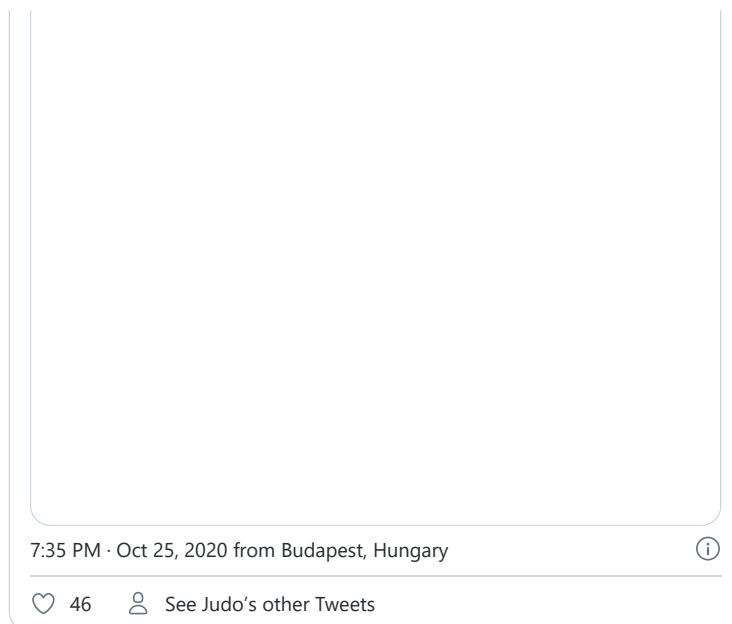 7:35 PM · Oct 25, 2020 from Budapest, Hungary
46 See Judo's other Tweets